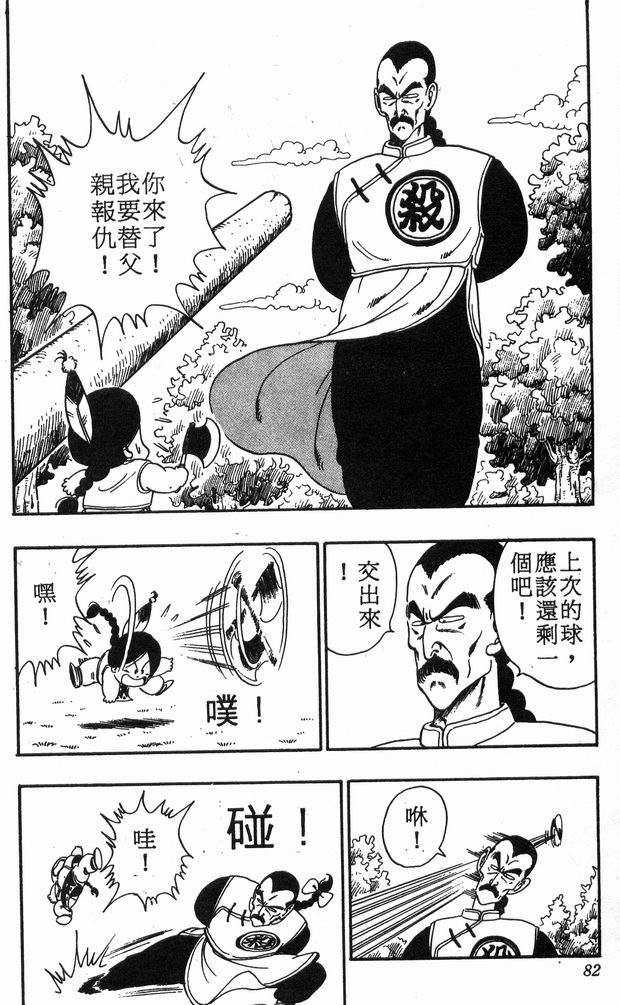 你來了！
我要替父
親報仇！
殺
上次的球，
應該還剩一
個吧！
交出來
！
嘿！
噗！
咻！
殺
碰！
哇！
殺
82